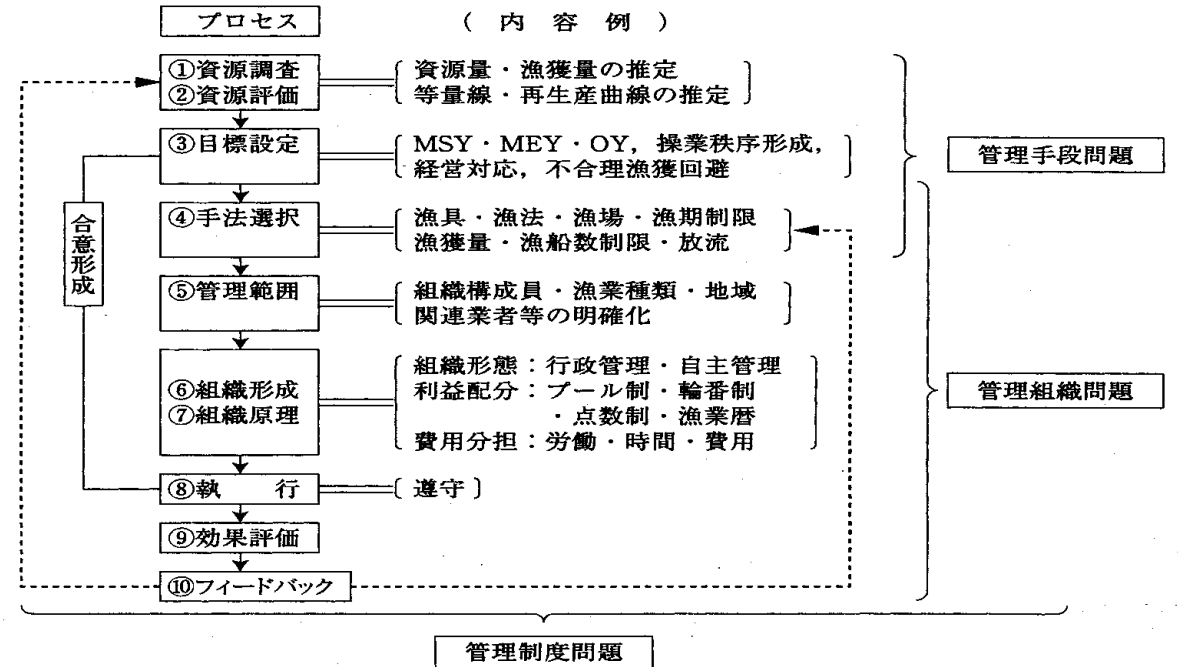 プロセス （内容例）
①資源調査 資源量・漁獲量の推定
②資源評価 等量線・再生産曲線の推定
③目標設定 MSY・MEY・OY，操業秩序形成，
経営対応，不合理漁獲回避
管理手段問題
④手法選択 漁具・漁法・漁場・漁期制限
漁獲量・漁船数制限・放流
合意形成
⑤管理範囲 組織構成員・漁業種類・地域
関連業者等の明確化
組織形態：行政管理・自主管理
⑥組織形成 利益配分：プール制・輪番制
⑦組織原理 ・点数制・漁業暦
費用分担：労働・時間・費用
管理組織問題
⑧執行 遵守
⑨効果評価
⑩フィードバック
管理制度問題